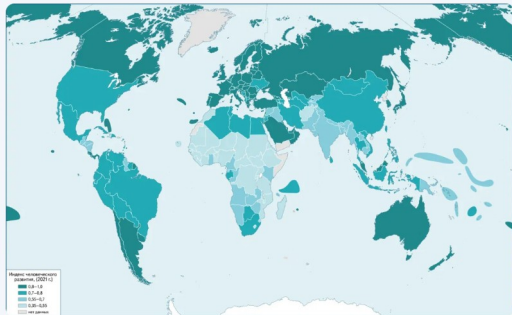 Индекс человеческого
развития, (2021 г.)
0,8–1,0
0,7–0,8
0,55–0,7
0,35–0,55
нет данных